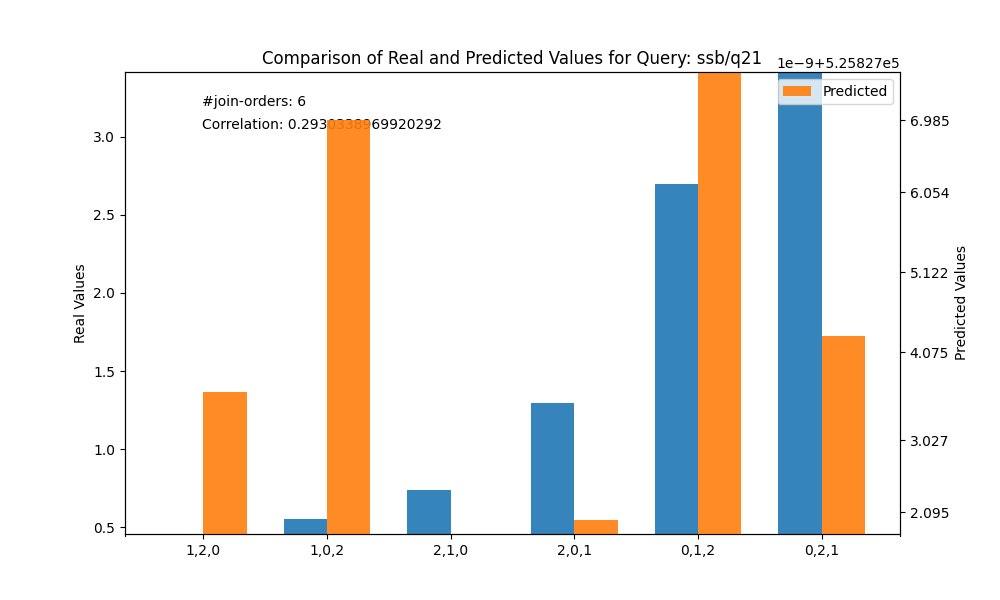 Comparison of Real and Predicted Values for Query: ssb/q21
1e−9+5.25827e5
#join-orders: 6
Correlation: 0.2930338969920292
Predicted
Real Values
3.0
2.5
2.0
1.5
1.0
0.5
6.985
6.054
5.122
4.075
3.027
2.095
Predicted Values
1,2,0
1,0,2
2,1,0
2,0,1
0,1,2
0,2,1